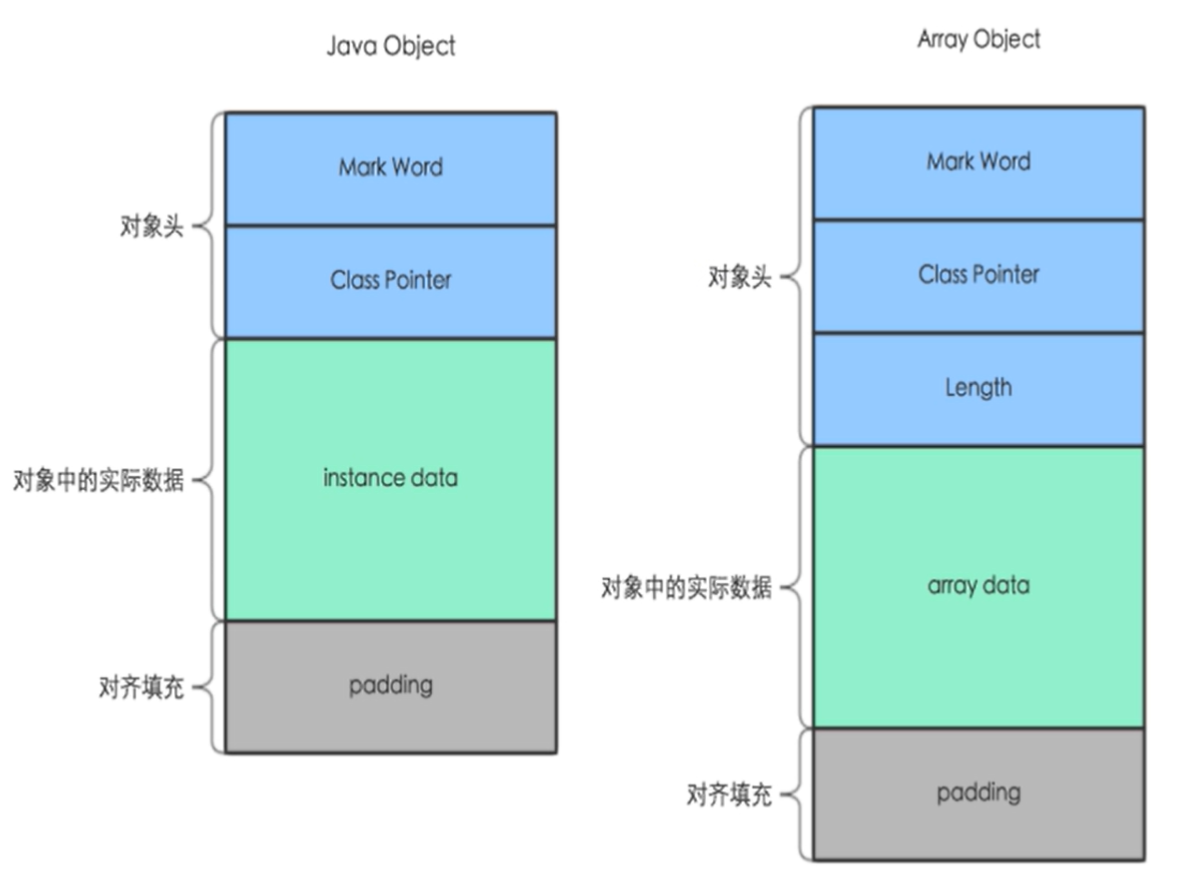 Java Object
Mark Word
对象头
Class Pointer
对象中的实际数据
instance data
对齐填充
padding
Array Object
Mark Word
对象头
Class Pointer
Length
对象中的实际数据
array data
对齐填充
padding